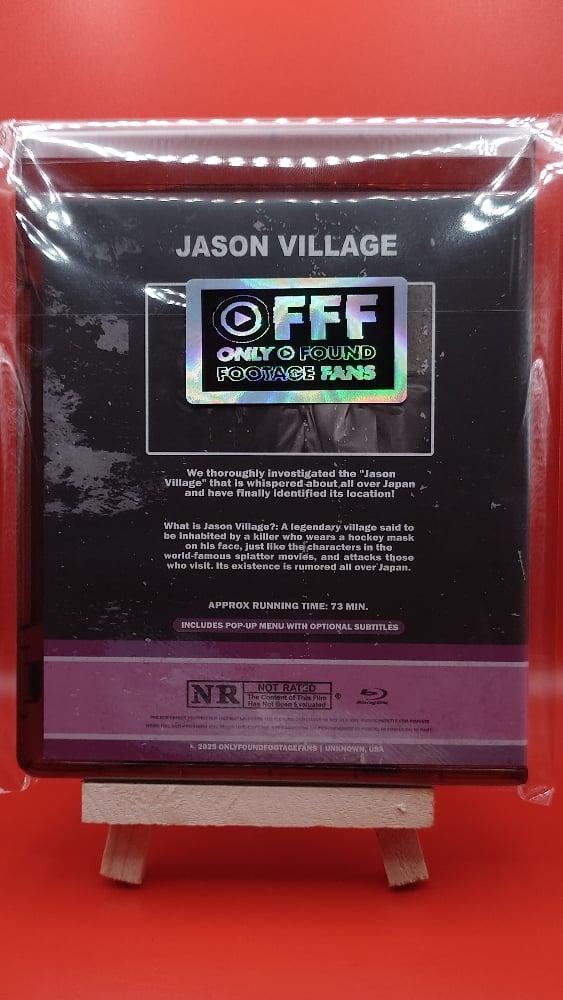 JASON VILLAGE
OFFF
ONLY FOUND
FOOTAGE FANS
We thoroughly investigated the "Jason
Village" that is whispered about all over Japan
and have finally identified its location!
What is Jason Village?: A legendary village said to
be inhabited by a killer who wears a hockey mask
on his face, just like the characters in the
world-famous splatter movies, and attacks those
who visit. Its existence is rumored all over Japan.
APPROX RUNNING TIME: 73 MIN.
INCLUDES POP-UP MENU WITH OPTIONAL SUBTITLES
NR NOT RATED
The Content of This Film
Has Not Been Evaluated
®
Blu-ray Disc
2025 ONLYFOUNDFOOTAGEFANS | UNKNOWN, USA